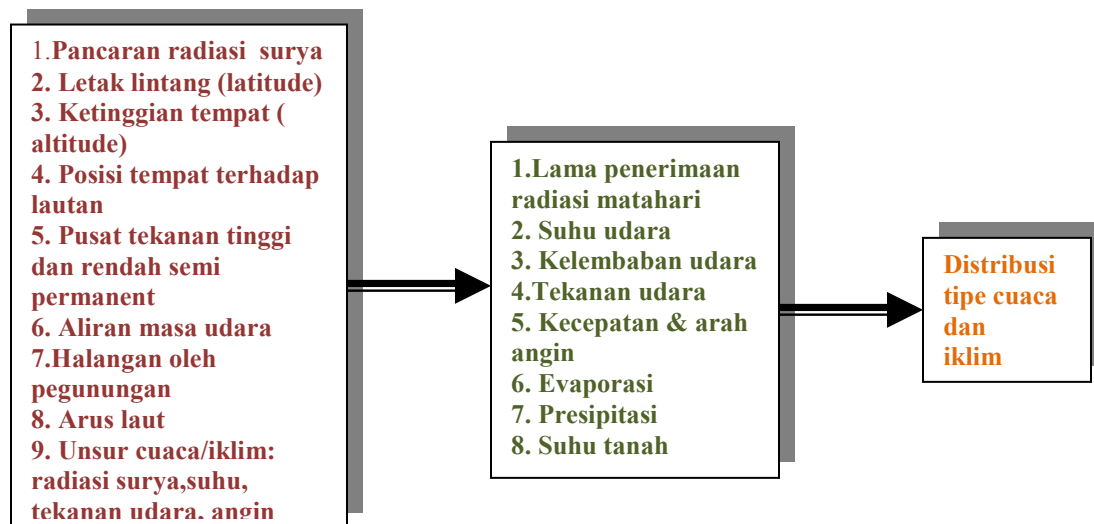 1.Pancaran radiasi surya
2. Letak lintang (latitude)
3. Ketinggian tempat (
altitude)
4. Posisi tempat terhadap
lautan
5. Pusat tekanan tinggi
dan rendah semi
permanent
6. Aliran masa udara
7.Halangan oleh
pegunungan
8. Arus laut
9. Unsur cuaca/iklim:
radiasi surya,suhu,
tekanan udara, angin
1.Lama penerimaan
radiasi matahari
2. Suhu udara
3. Kelembaban udara
4.Tekanan udara
5. Kecepatan & arah
angin
6. Evaporasi
7. Presipitasi
8. Suhu tanah
Distribusi
tipe cuaca
dan
iklim